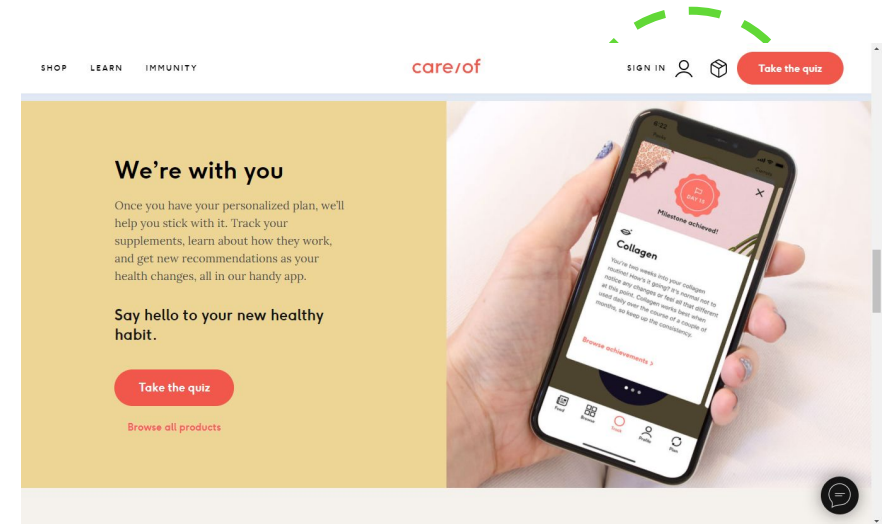 SHOP LEARN IMMUNITY care/of SIGN IN Take the quiz
We're with you
Once you have your personalized plan, we'll
help you stick with it. Track your
supplements, learn about how they work,
and get new recommendations as your
health changes, all in our handy app.
Say hello to your new healthy
habit.
Take the quiz
Browse all products
6:22
DAY 15
Milestone achieved!
Collagen
You're two weeks into your collagen
routine! How's it going? It's normal not to
notice any changes or feel all that different
at this point. Collagen works best when
used daily over the course of a couple of
months, so keep up the consistency.
Browse achievements >
Feed Browse Track Profile Plan